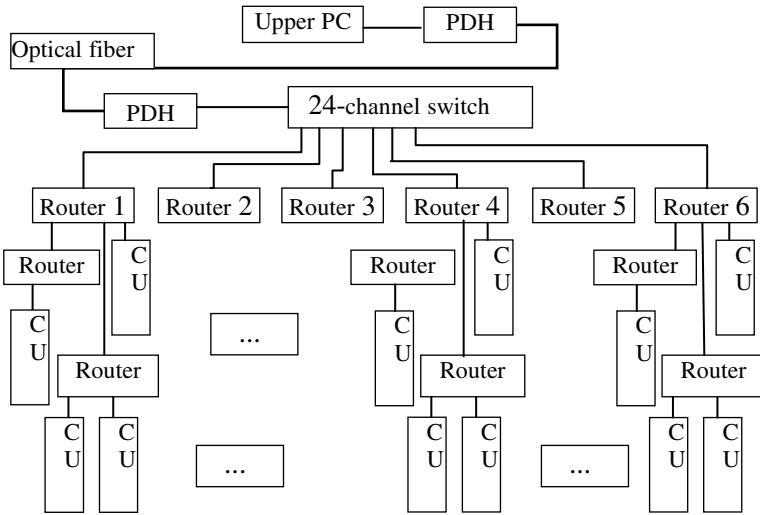 Upper PC
PDH
Optical fiber
PDH
24-channel switch
Router 1
Router 2
Router 3
Router 4
Router 5
Router 6
Router
C
U
Router
C
U
Router
C
U
C
U
C
U
C
U
...
Router
Router
Router
C
U
C
U
C
U
C
U
C
U
C
U
...
...